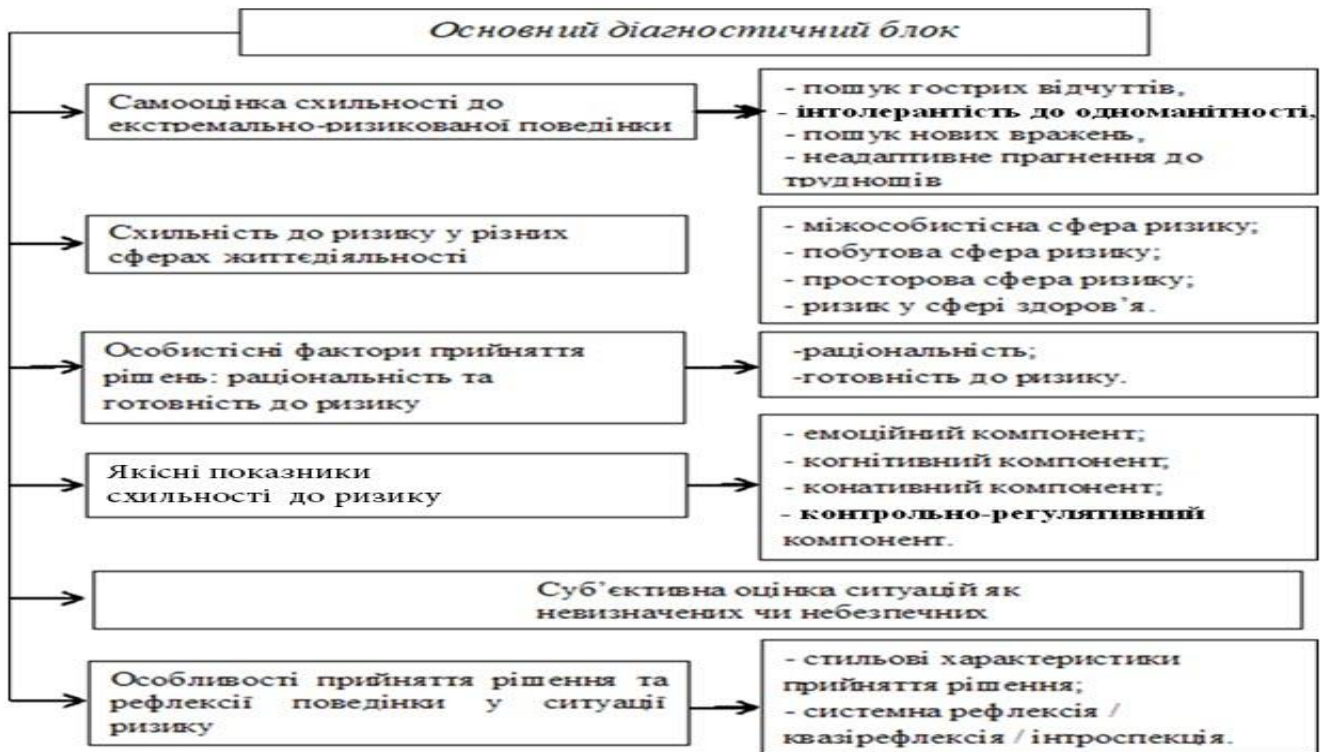 Основний діагностичний блок
Самооцінка схильності до
екстремально-ризикованої поведінки
- пошук гострих відчуттів,
- інтолерантість до одноманітності,
- пошук нових вражень,
- неадаптивне прагнення до
труднощів
Схильність до ризику у різних
сферах життєдіяльності
- міжособистісна сфера ризику;
- побутова сфера ризику;
- просторова сфера ризику;
- ризик у сфері здоров’я.
Особистісні фактори прийняття
рішень: раціональність та
готовність до ризику
-раціональність;
-готовність до ризику.
Якісні показники
схильності до ризику
- емоційний компонент;
- когнітивний компонент;
- конативний компонент;
- контрольно-регулятивний
компонент.
Суб’єктивна оцінка ситуацій як
невизначених чи небезпечних
Особливості прийняття рішення та
рефлексії поведінки у ситуації
ризику
- стильові характеристики
прийняття рішення;
- системна рефлексія /
квазірефлексія / інтроспекція.